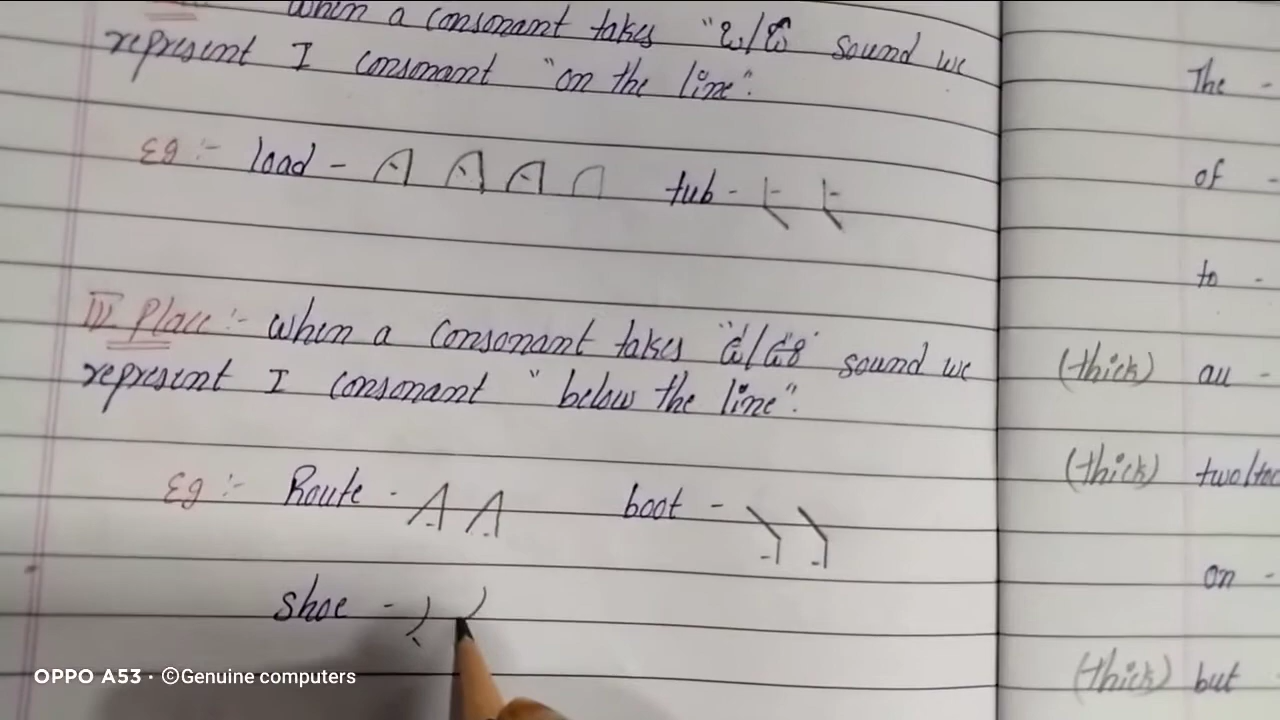 when a consonant takes "ఓ/ఔ sound we
represent I consonant "on the line".
Eg :- load -
tub -
III Place :- When a consonant takes sound we
represent I consonant "below the line".
Eg :- Route -
boot -
shoe -
The -
of -
to -
(thick) au -
(thick)
on -
(thick) but
OPPO A53 · ©Genuine computers